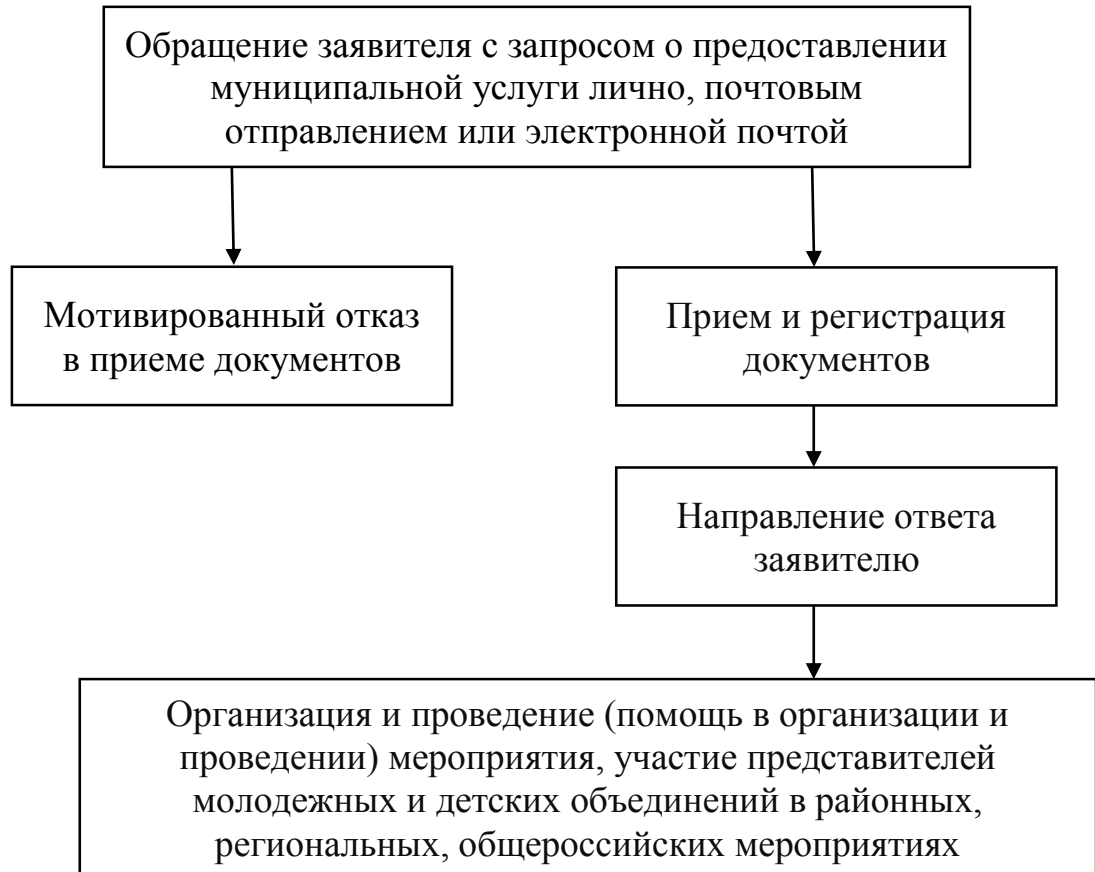 Обращение заявителя с запросом о предоставлении
муниципальной услуги лично, почтовым
отправлением или электронной почтой
Мотивированный отказ
в приеме документов
Прием и регистрация
документов
Направление ответа
заявителю
Организация и проведение (помощь в организации и
проведении) мероприятия, участие представителей
молодежных и детских объединений в районных,
региональных, общероссийских мероприятиях